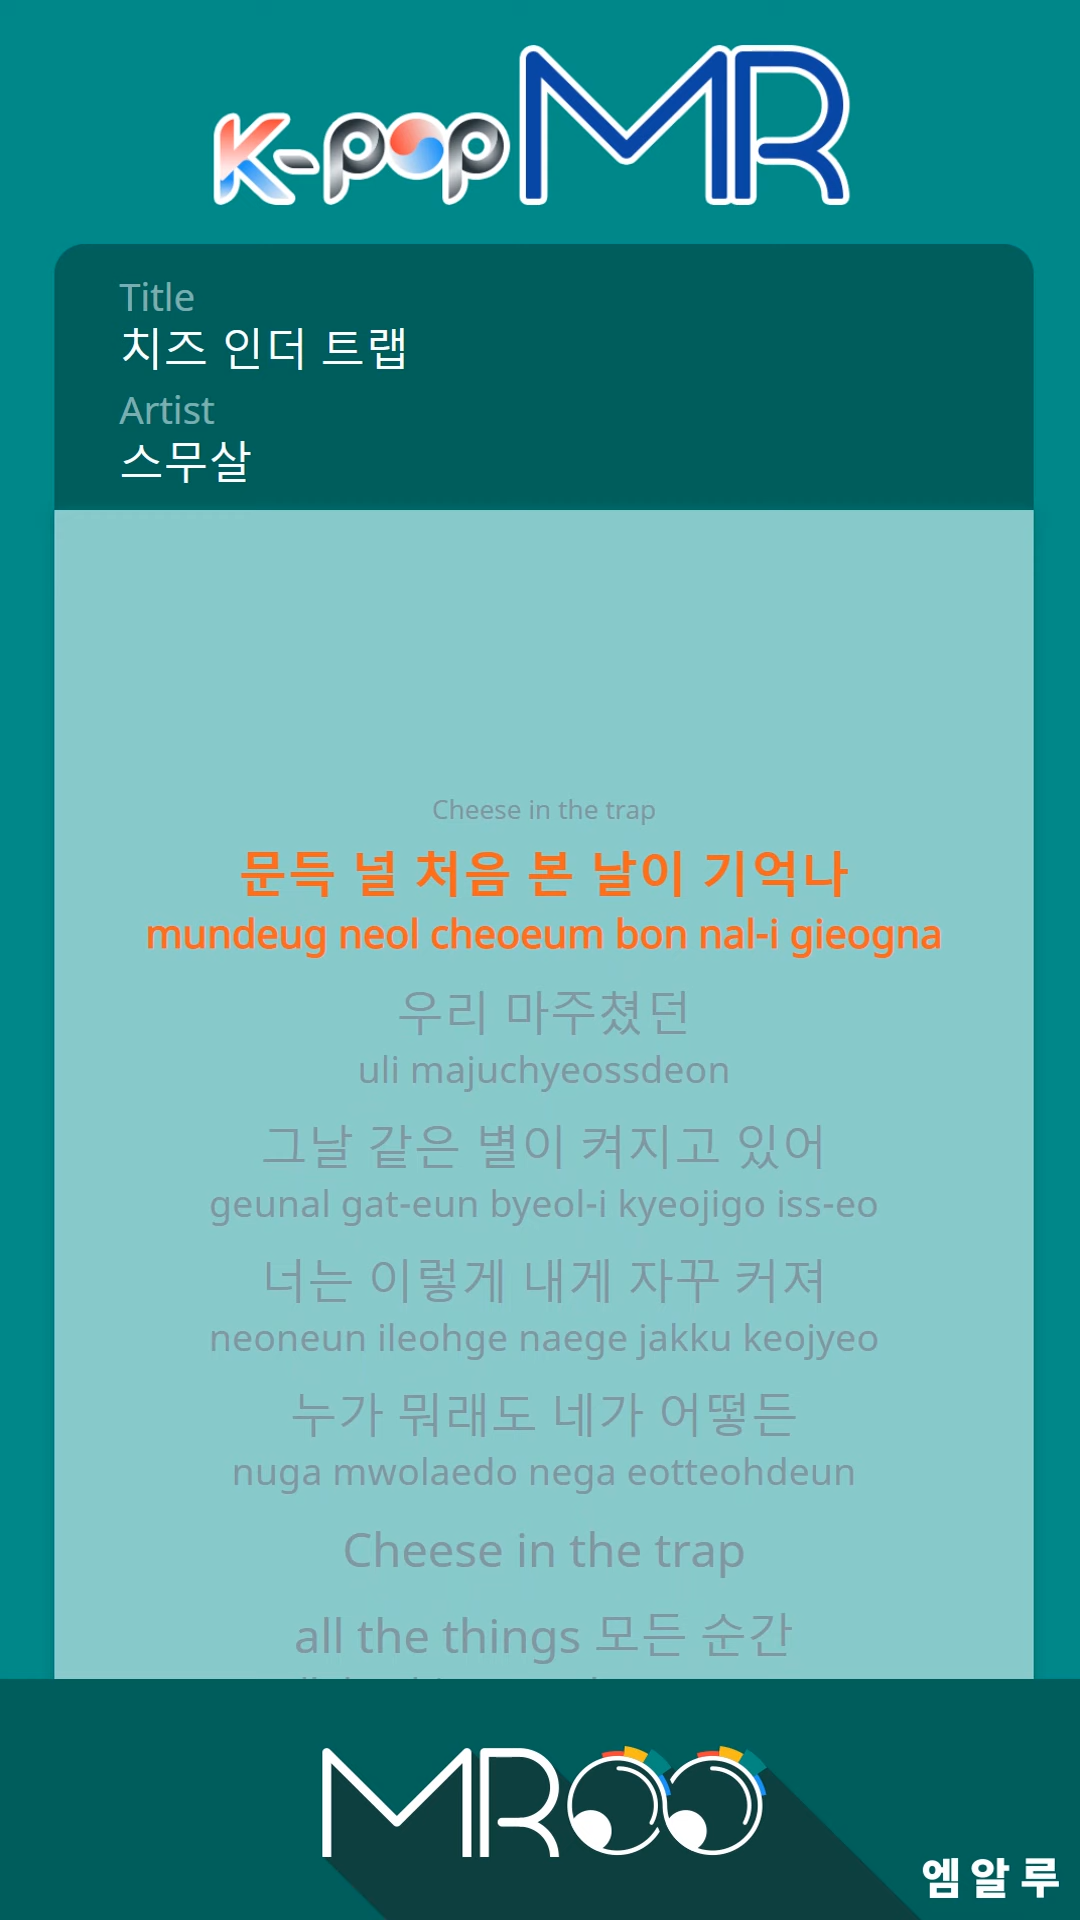 K-pop MR
Title
치즈 인더 트랩
Artist
스무살
Cheese in the trap
문득 널 처음 본 날이 기억나
mundeug neol cheoeum bon nal-i gieogna
우리 마주쳤던
uli majuchyeossdeon
그날 같은 별이 켜지고 있어
geunal gat-eun byeol-i kyeojigo iss-eo
너는 이렇게 내게 자꾸 커져
neoneun ileohge naege jakku keojyeo
누가 뭐래도 네가 어떻든
nuga mwolaedo nega eotteohdeun
Cheese in the trap
all the things 모든 순간
MROO
엠알루